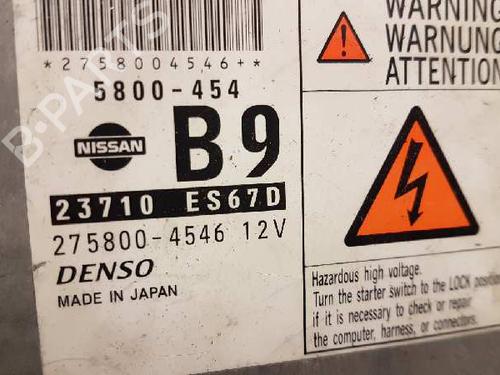 *2758004546+*
5800-454
NISSAN
B9
23710 ES67D
275800-4546 12V
DENSO
MADE IN JAPAN
WARNING
WARNUNG
ATTENTION
Hazardous high voltage.
Turn the starter switch to the LOCK position
if it is necessary to check or repair
the computer, harness, or connectors.
B-PARTS